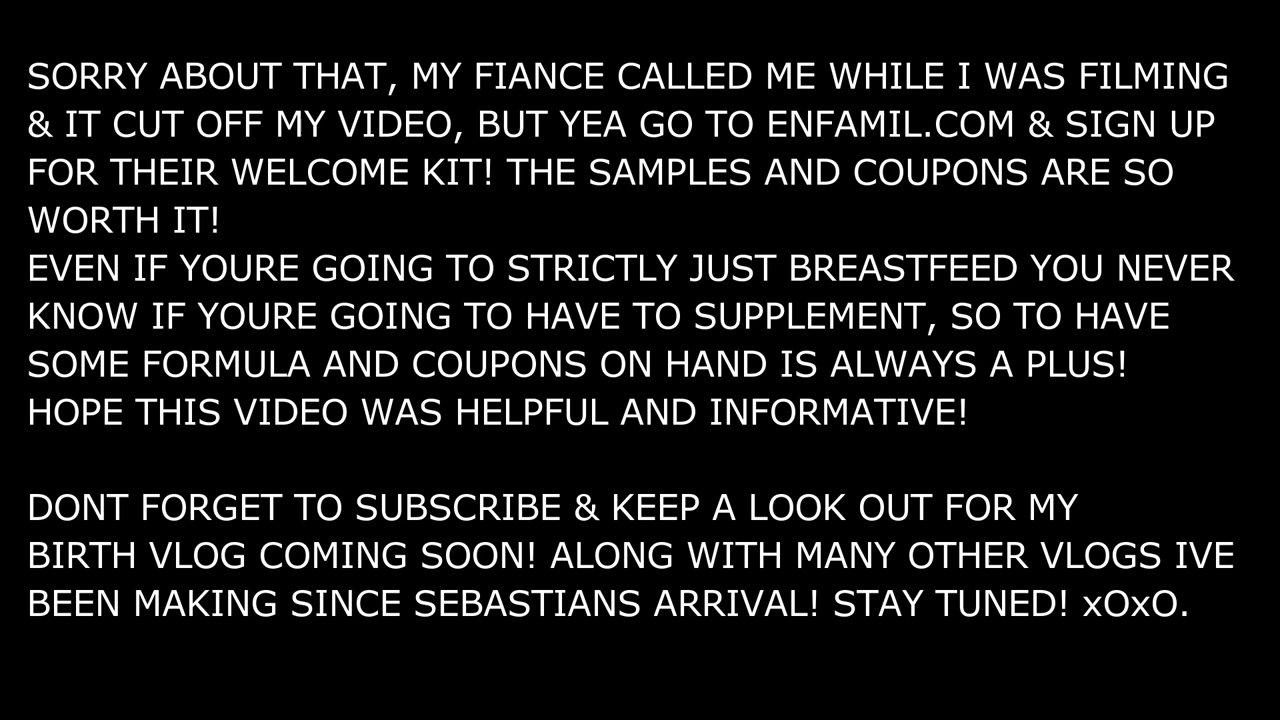 SORRY ABOUT THAT, MY FIANCE CALLED ME WHILE I WAS FILMING
& IT CUT OFF MY VIDEO, BUT YEA GO TO ENFAMIL.COM & SIGN UP
FOR THEIR WELCOME KIT! THE SAMPLES AND COUPONS ARE SO
WORTH IT!
EVEN IF YOURE GOING TO STRICTLY JUST BREASTFEED YOU NEVER
KNOW IF YOURE GOING TO HAVE TO SUPPLEMENT, SO TO HAVE
SOME FORMULA AND COUPONS ON HAND IS ALWAYS A PLUS!
HOPE THIS VIDEO WAS HELPFUL AND INFORMATIVE!
DONT FORGET TO SUBSCRIBE & KEEP A LOOK OUT FOR MY
BIRTH VLOG COMING SOON! ALONG WITH MANY OTHER VLOGS IVE
BEEN MAKING SINCE SEBASTIANS ARRIVAL! STAY TUNED! xOxO.